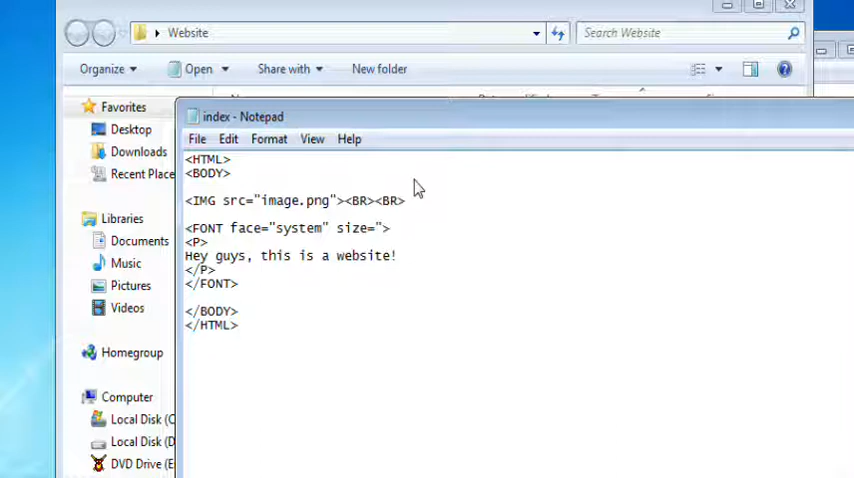 Website
Search Website
Organize Open Share with New folder
Favorites
Desktop
Downloads
Recent Place
Libraries
Documents
Music
Pictures
Videos
Homegroup
Computer
Local Disk (C
Local Disk (D
DVD Drive (E
index - Notepad
File Edit Format View Help
<HTML>
<BODY>
<IMG src="image.png"><BR><BR>
<FONT face="system" size=">
<P>
Hey guys, this is a website!
</P>
</FONT>
</BODY>
</HTML>